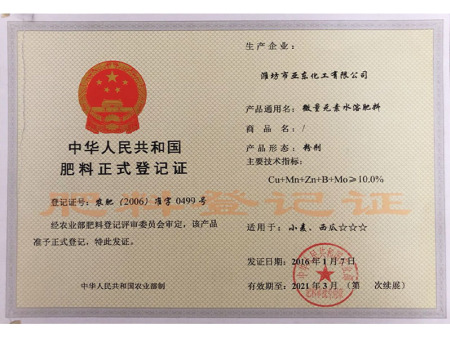 中华人民共和国
肥料正式登记证
登记证号：农肥（2006）准字0499号
经农业部肥料登记评审委员会审定，该产品
准予正式登记，特此发证。
中华人民共和国农业部制
肥料登记证
生产企业：
潍坊市亚东化工有限公司
产品通用名：微量元素水溶肥料
商品名：/
产品形态：粉剂
主要技术指标：
Cu+Mn+Zn+B+Mo≥10.0%
适用于：小麦、西瓜☆☆☆
发证日期：2016年1月7日
有效期至：2021年3月（第 次续展）